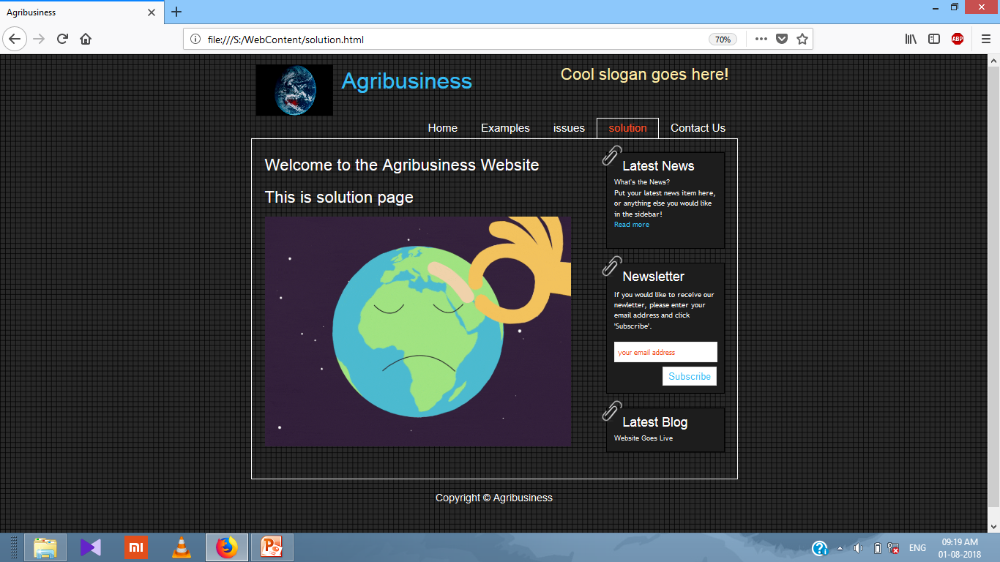 Agribusiness
file:///S:/WebContent/solution.html
70%
ABP
Agribusiness
Cool slogan goes here!
Home
Examples
issues
solution
Contact Us
Welcome to the Agribusiness Website
This is solution page
Latest News
What's the News?
Put your latest news item here,
or anything else you would like
in the sidebar!
Read more
Newsletter
If you would like to receive our
newletter, please enter your
email address and click
'Subscribe'.
your email address
Subscribe
Latest Blog
Website Goes Live
Copyright © Agribusiness
mi
P
ENG
09:19 AM
01-08-2018